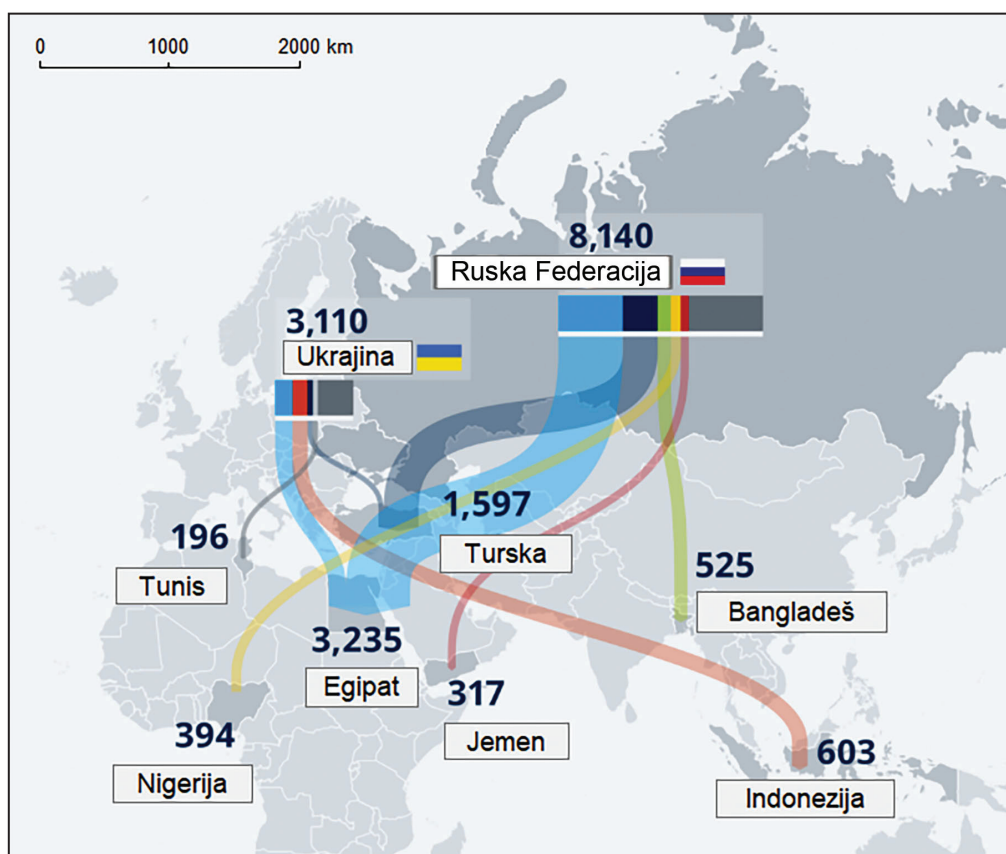 0 1000 2000 km
8,140
Ruska Federacija
3,110
Ukrajina
1,597
Turska
196
Tunis
525
Bangladeš
3,235
Egipat
317
Jemen
394
Nigerija
603
Indonezija